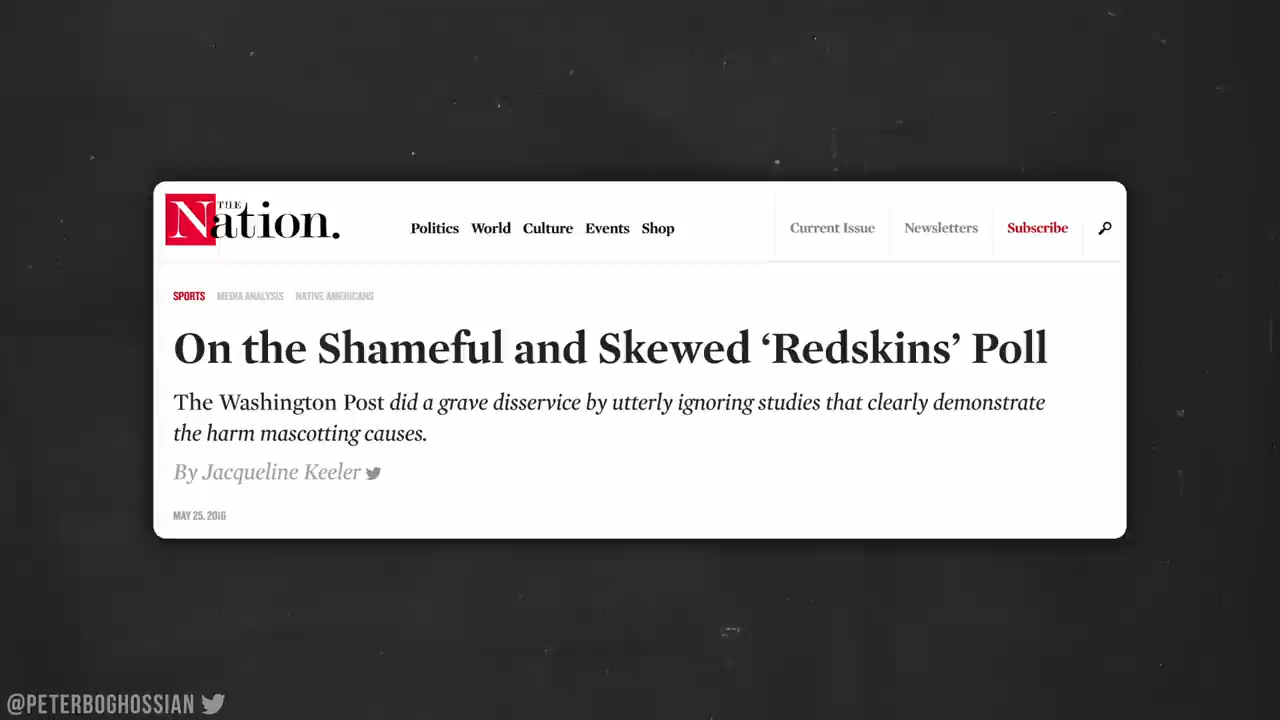 THE
Nation.
Politics World Culture Events Shop
Current Issue Newsletters Subscribe
SPORTS MEDIA ANALYSIS NATIVE AMERICANS
On the Shameful and Skewed ‘Redskins’ Poll
The Washington Post did a grave disservice by utterly ignoring studies that clearly demonstrate
the harm mascotting causes.
By Jacqueline Keeler
MAY 25, 2016
@PETERBOGHOSSIAN